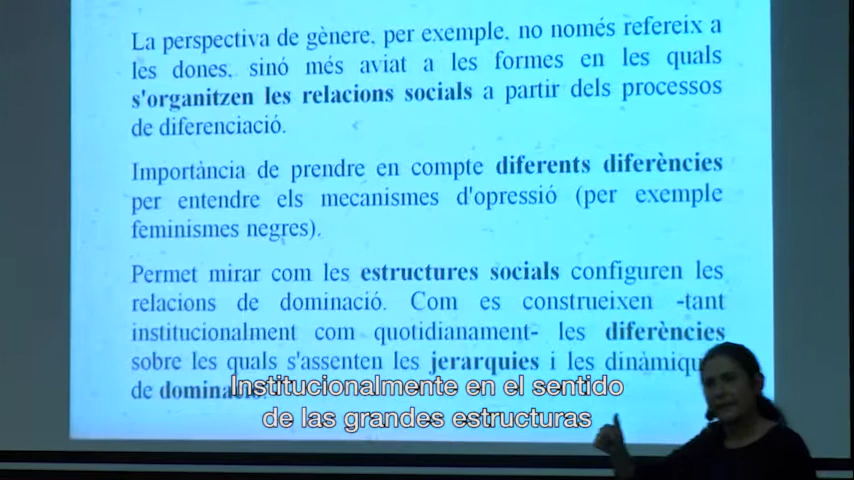 La perspectiva de gènere, per exemple, no només refereix a
les dones, sinó més aviat a les formes en les quals
s'organitzen les relacions socials a partir dels processos
de diferenciació.
Importància de prendre en compte diferents diferències
per entendre els mecanismes d'opressió (per exemple
feminismes negres).
Permet mirar com les estructures socials configuren les
relacions de dominació. Com es construeixen -tant
institucionalment com quotidianament- les diferències
sobre les quals s'assenten les jerarquies i les
de
Institucionalmente en el sentido
de las grandes estructuras